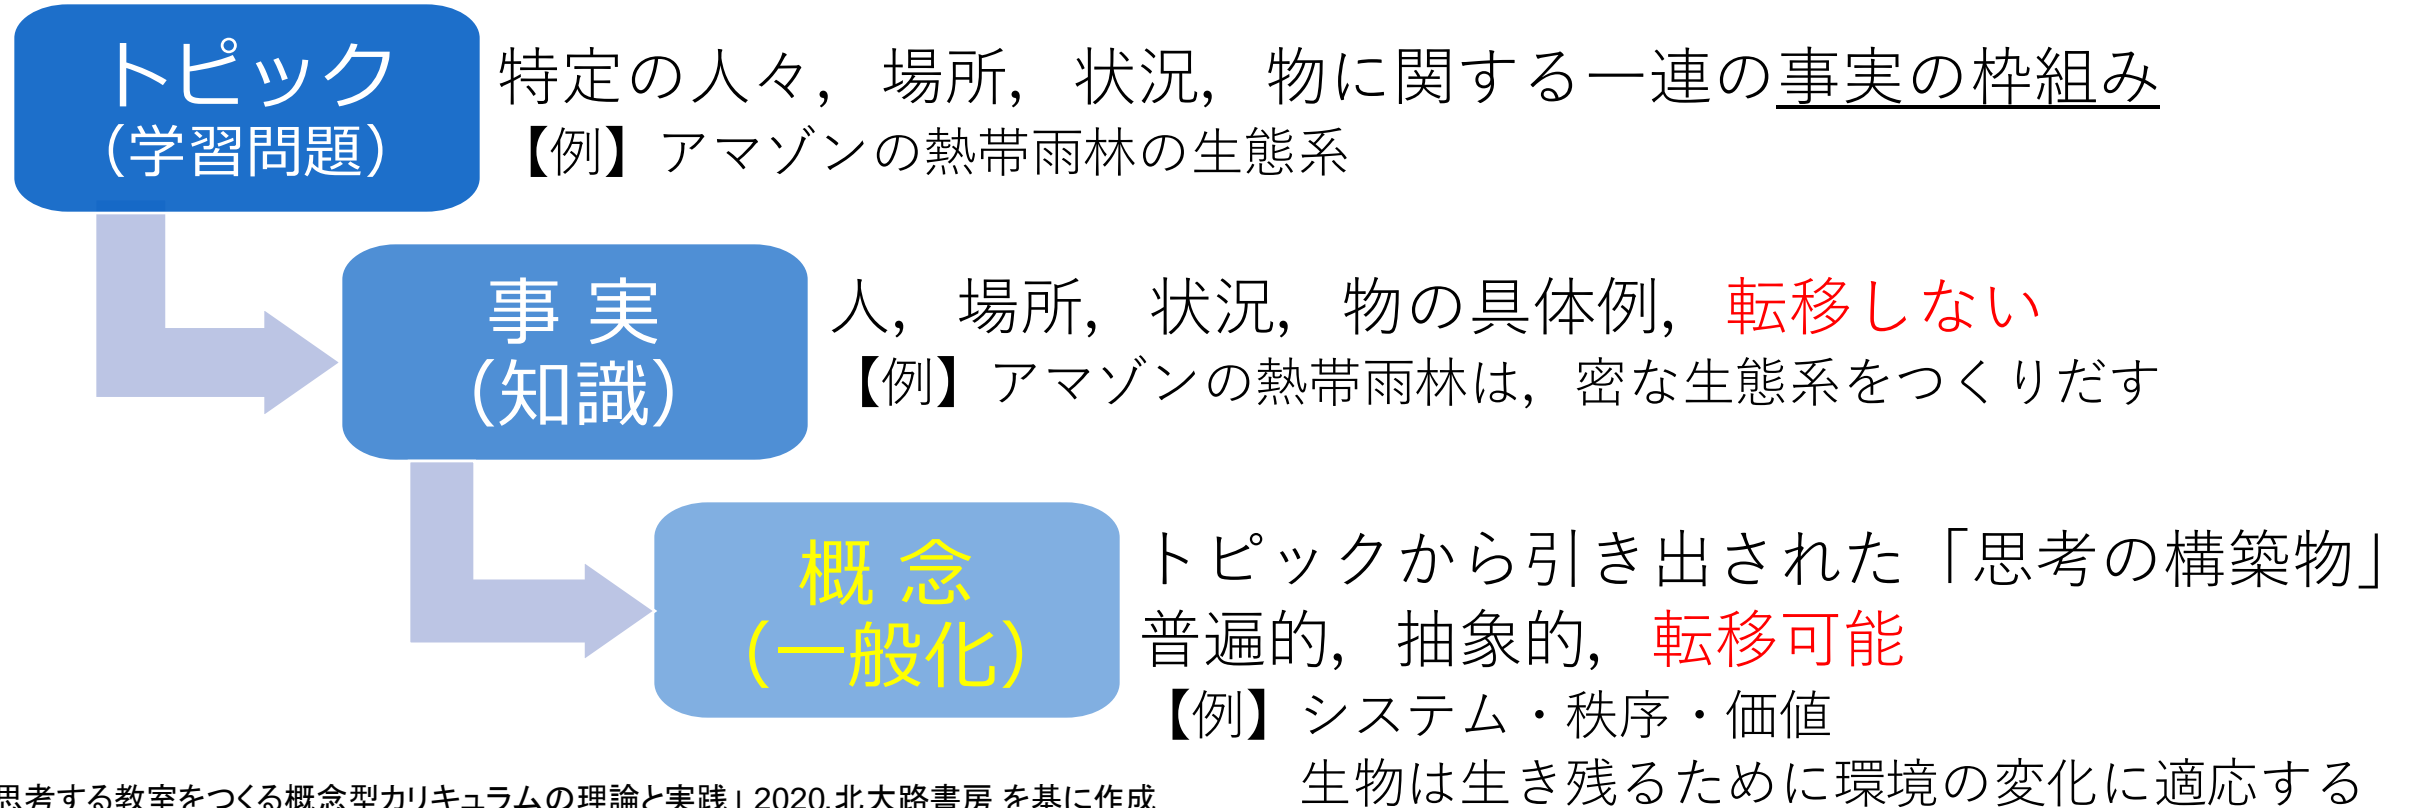 トピック
(学習問題)
特定の人々，場所，状況，物に関する一連の事実の枠組み
【例】アマゾンの熱帯雨林の生態系
事 実
(知識)
人，場所，状況，物の具体例，転移しない
【例】アマゾンの熱帯雨林は，密な生態系をつくりだす
概 念
(一般化)
トピックから引き出された「思考の構築物」
普遍的，抽象的，転移可能
【例】システム・秩序・価値
生物は生き残るために環境の変化に適応する
思考する教室をつくる概念型カリキュラムの理論と実践」2020,北大路書房 を基に作成